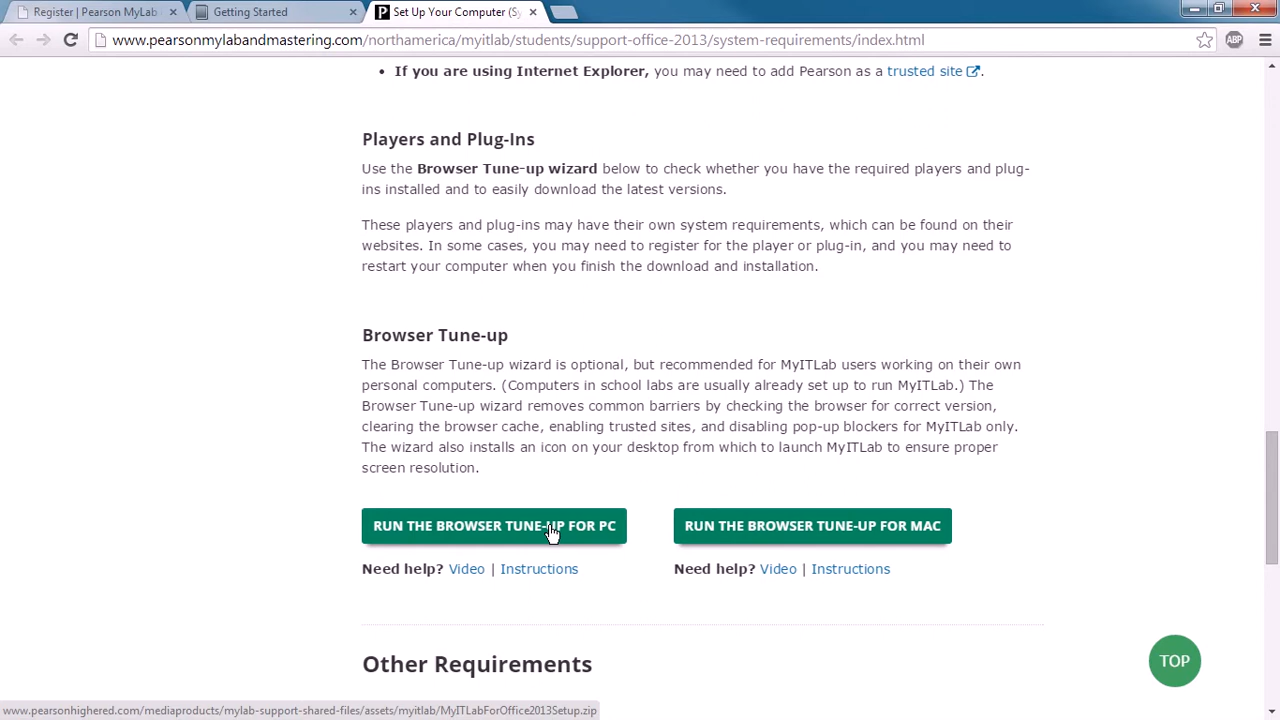 Register | Pearson MyLab
Getting Started
Set Up Your Computer (Sy
www.pearsonmylabandmastering.com/northamerica/myitlab/students/support-office-2013/system-requirements/index.html
ABP
• If you are using Internet Explorer, you may need to add Pearson as a trusted site.
Players and Plug-Ins
Use the Browser Tune-up wizard below to check whether you have the required players and plug-
ins installed and to easily download the latest versions.
These players and plug-ins may have their own system requirements, which can be found on their
websites. In some cases, you may need to register for the player or plug-in, and you may need to
restart your computer when you finish the download and installation.
Browser Tune-up
The Browser Tune-up wizard is optional, but recommended for MyITLab users working on their own
personal computers. (Computers in school labs are usually already set up to run MyITLab.) The
Browser Tune-up wizard removes common barriers by checking the browser for correct version,
clearing the browser cache, enabling trusted sites, and disabling pop-up blockers for MyITLab only.
The wizard also installs an icon on your desktop from which to launch MyITLab to ensure proper
screen resolution.
RUN THE BROWSER TUNE-UP FOR PC
RUN THE BROWSER TUNE-UP FOR MAC
Need help? Video | Instructions
Need help? Video | Instructions
Other Requirements
TOP
www.pearsonhighered.com/mediaproducts/mylab-support-shared-files/assets/myitlab/MyITLabForOffice2013Setup.zip